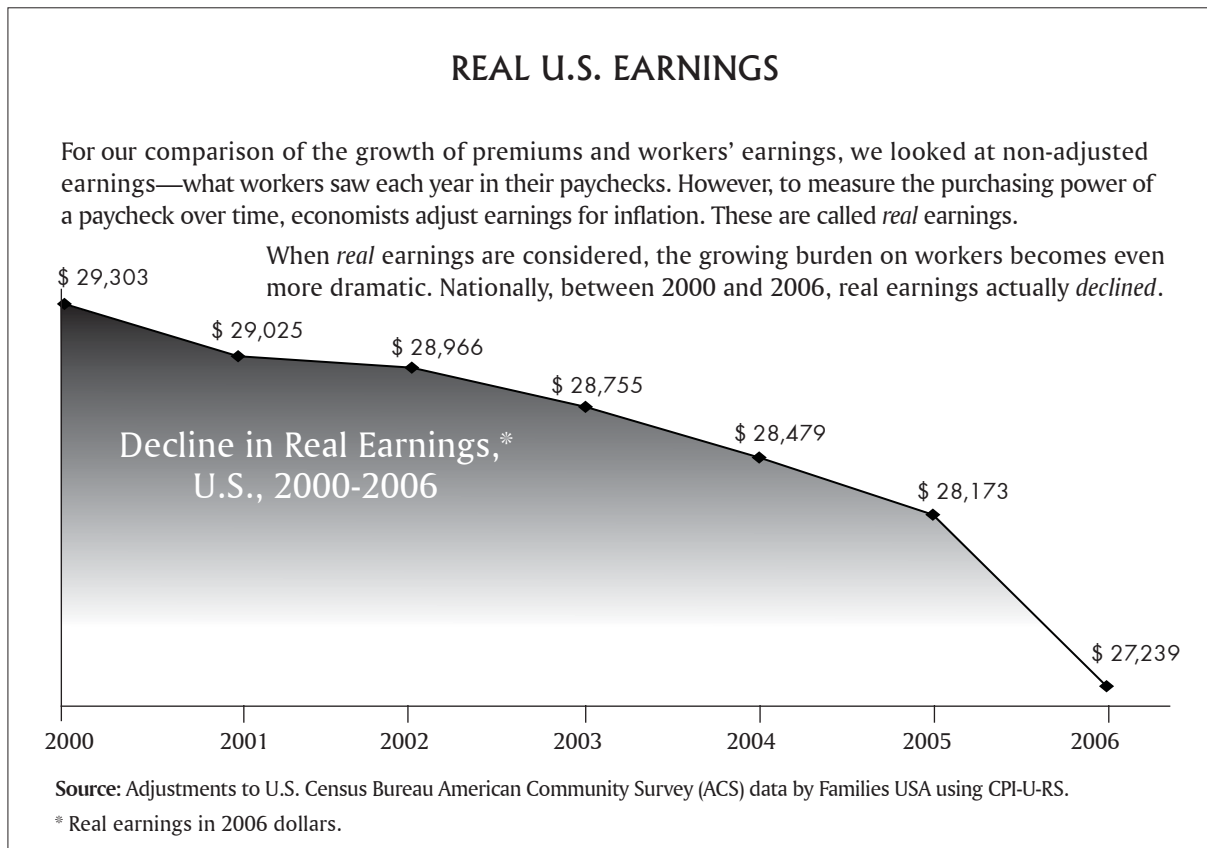 REAL U.S. EARNINGS
For our comparison of the growth of premiums and workers’ earnings, we looked at non-adjusted
earnings—what workers saw each year in their paychecks. However, to measure the purchasing power of
a paycheck over time, economists adjust earnings for inflation. These are called real earnings.
When real earnings are considered, the growing burden on workers becomes even
more dramatic. Nationally, between 2000 and 2006, real earnings actually declined.
$ 29,303
$ 29,025
$ 28,966
$ 28,755
$ 28,479
$ 28,173
$ 27,239
Decline in Real Earnings,*
U.S., 2000-2006
2000 2001 2002 2003 2004 2005 2006
Source: Adjustments to U.S. Census Bureau American Community Survey (ACS) data by Families USA using CPI-U-RS.
* Real earnings in 2006 dollars.